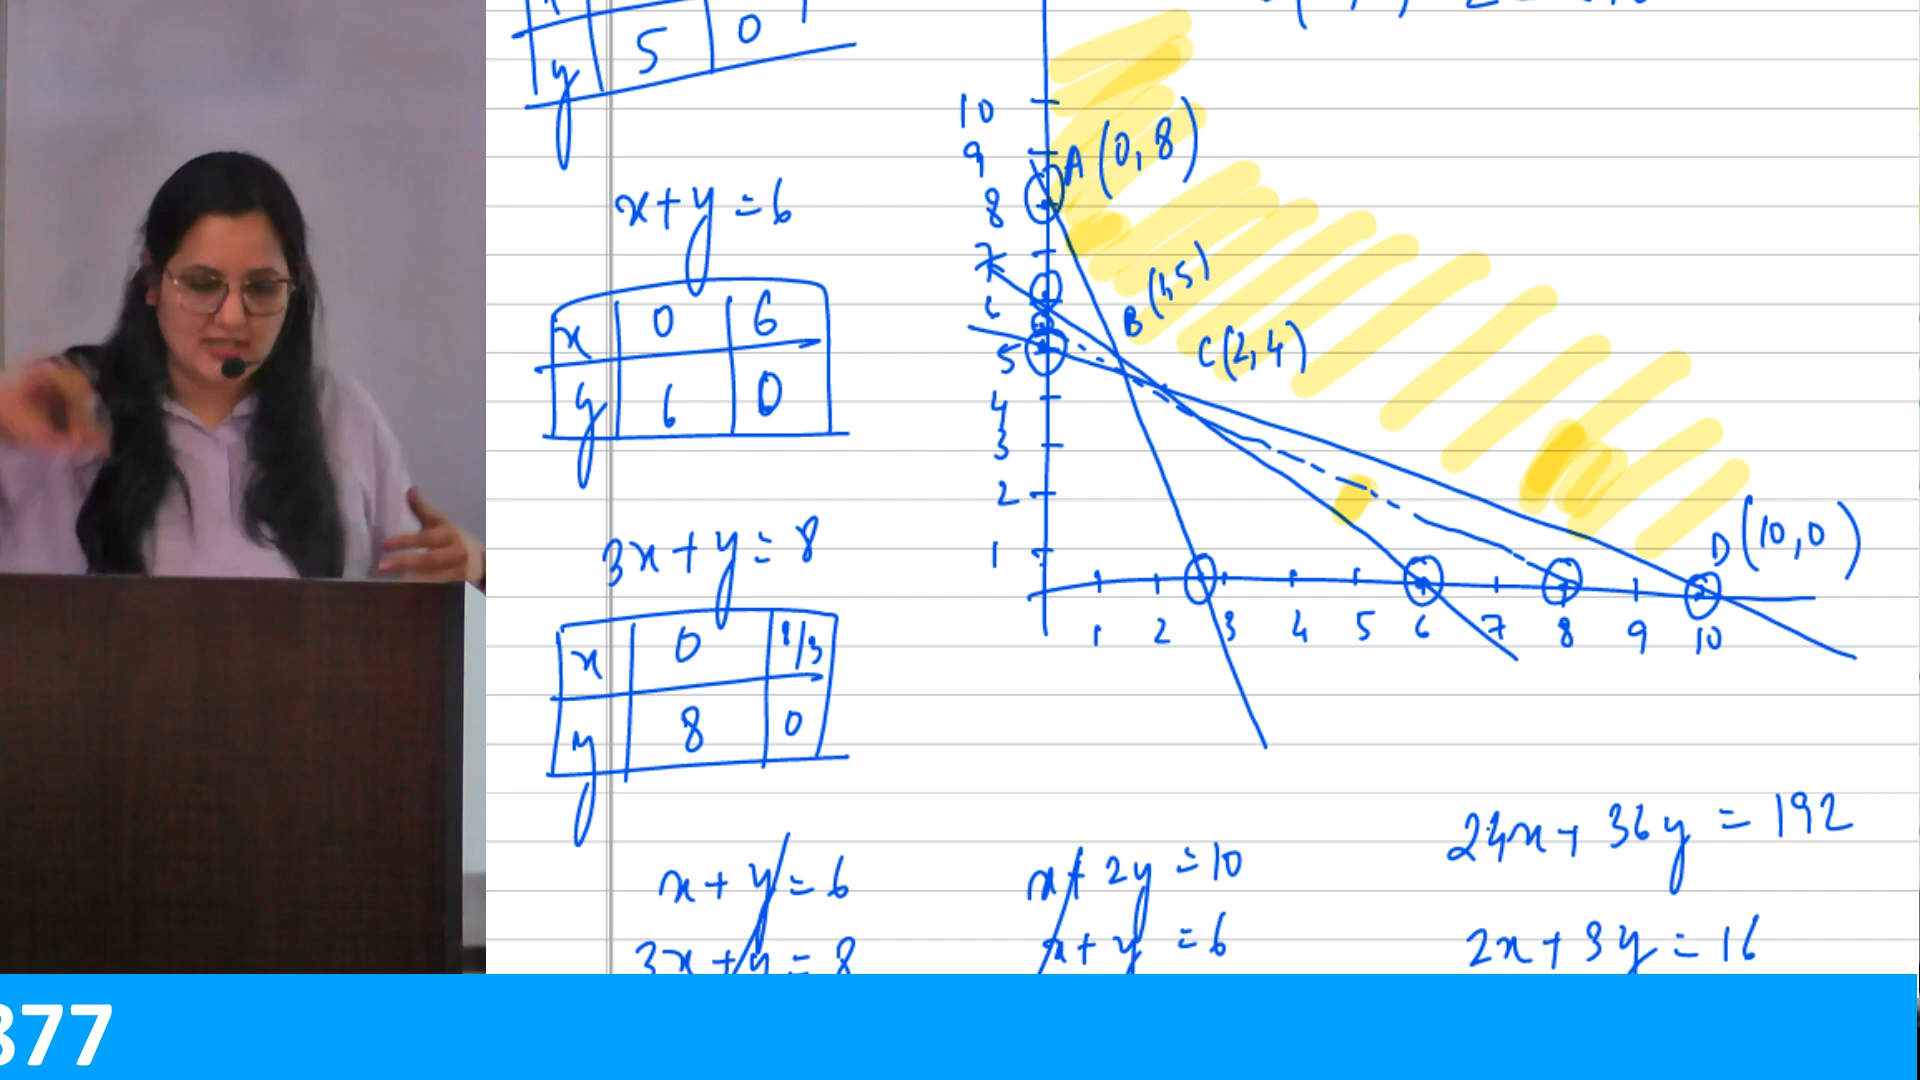 y 5 0
x+y=6
x 0 6
y 6 0
3x+y=8
x 0 8/3
y 8 0
10
9
8
7
6
5
4
3
2
1
A(0,8)
B(1,5)
C(2,4)
D(10,0)
1 2 3 4 5 6 7 8 9 10
x+y=6
3x+y=8
x+2y=10
x+y=6
24x+36y=192
2x+3y=16
377